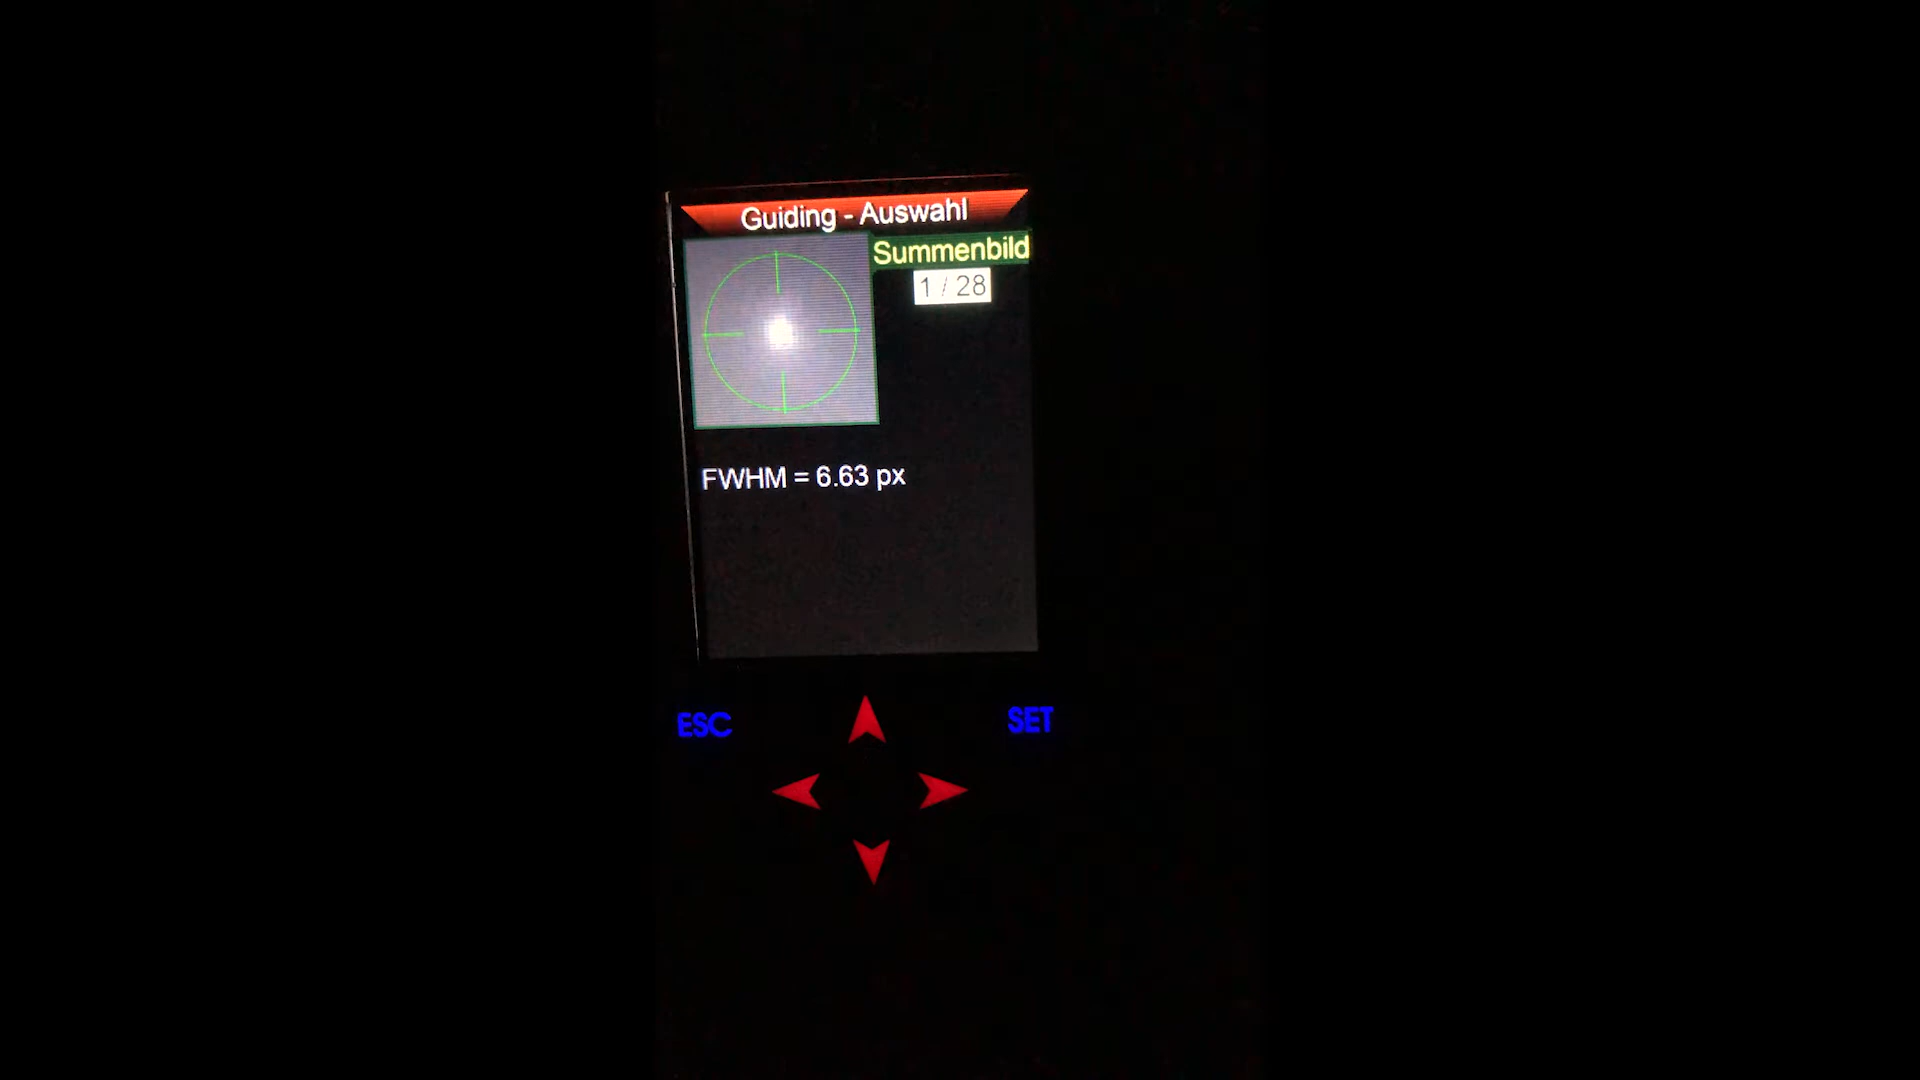 Guiding - Auswahl
Summenbild
1 / 28
FWHM = 6.63 px
ESC
SET